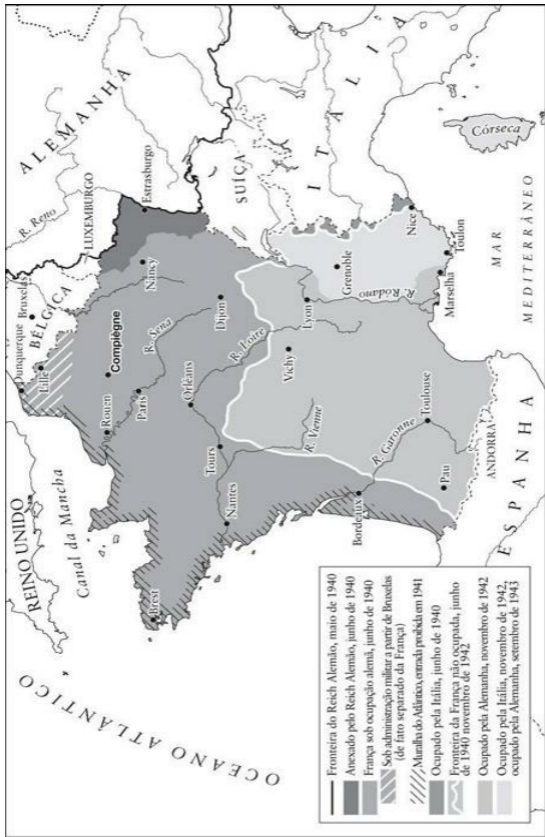 OCEANO ATLÂNTICO
REINO UNIDO
Canal da Mancha
Dunquerque
Bruxelas
BÉLGICA
Lille
LUXEMBURGO
ALEMANHA
R. Reno
Rouen
Compiègne
Paris
R. Sena
Nancy
Estrasburgo
Brest
Orléans
Dijon
Nantes
Tours
R. Loire
SUÍÇA
Vichy
R. Vienne
Lyon
ITÁLIA
Grenoble
R. Ródano
Bordeaux
R. Garonne
Toulouse
Pau
Nice
Marselha
Toulon
ANDORRA
ESPANHA
MAR
MEDITERRÂNEO
Córsega
Fronteira do Reich Alemão, maio de 1940
Anexado pelo Reich Alemão, junho de 1940
França sob ocupação alemã, junho de 1940
Sob administração militar a partir de Bruxelas
(de fato separado da França)
Muralha do Atlântico, entrada proibida em 1941
Ocupado pela Itália, junho de 1940
Fronteira da França não ocupada, junho
de 1940 novembro de 1942
Ocupado pela Alemanha, novembro de 1942
Ocupado pela Itália, novembro de 1942,
ocupado pela Alemanha, setembro de 1943